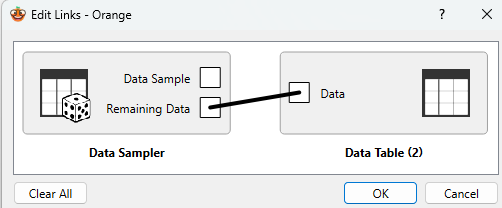 Edit Links - Orange
?
Data Sample
Remaining Data
Data
Data Sampler
Data Table (2)
Clear All
OK
Cancel